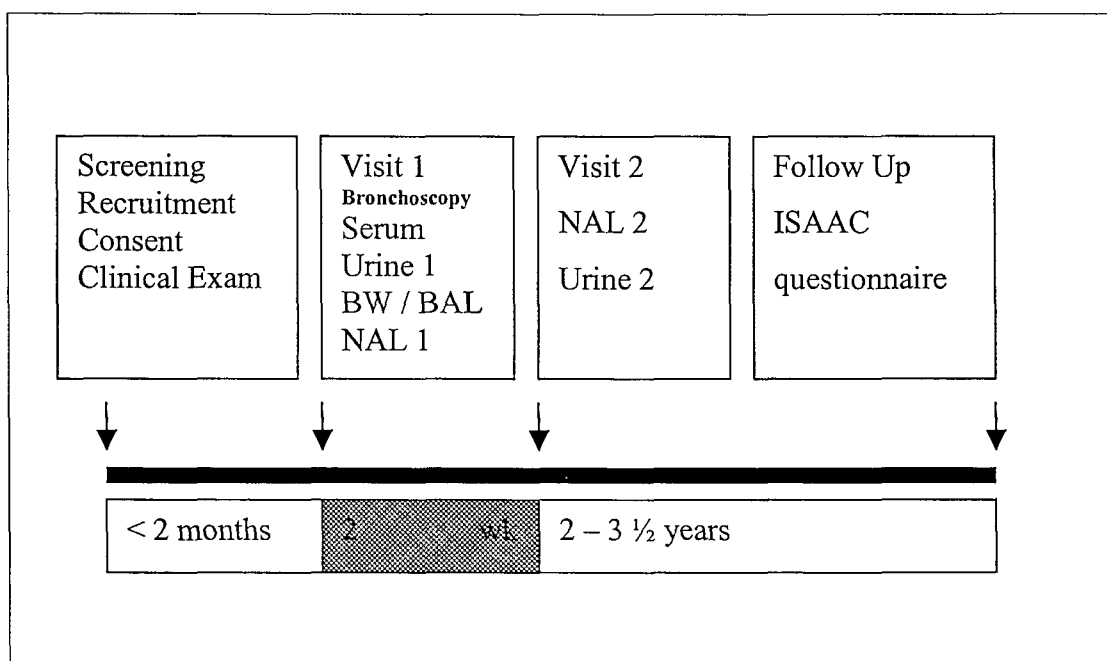 Screening
Recruitment
Consent
Clinical Exam
Visit 1
Bronchoscopy
Serum
Urine 1
BW / BAL
NAL 1
Visit 2
NAL 2
Urine 2
Follow Up
ISAAC
questionnaire
< 2 months
2 wk
2 – 3 ½ years